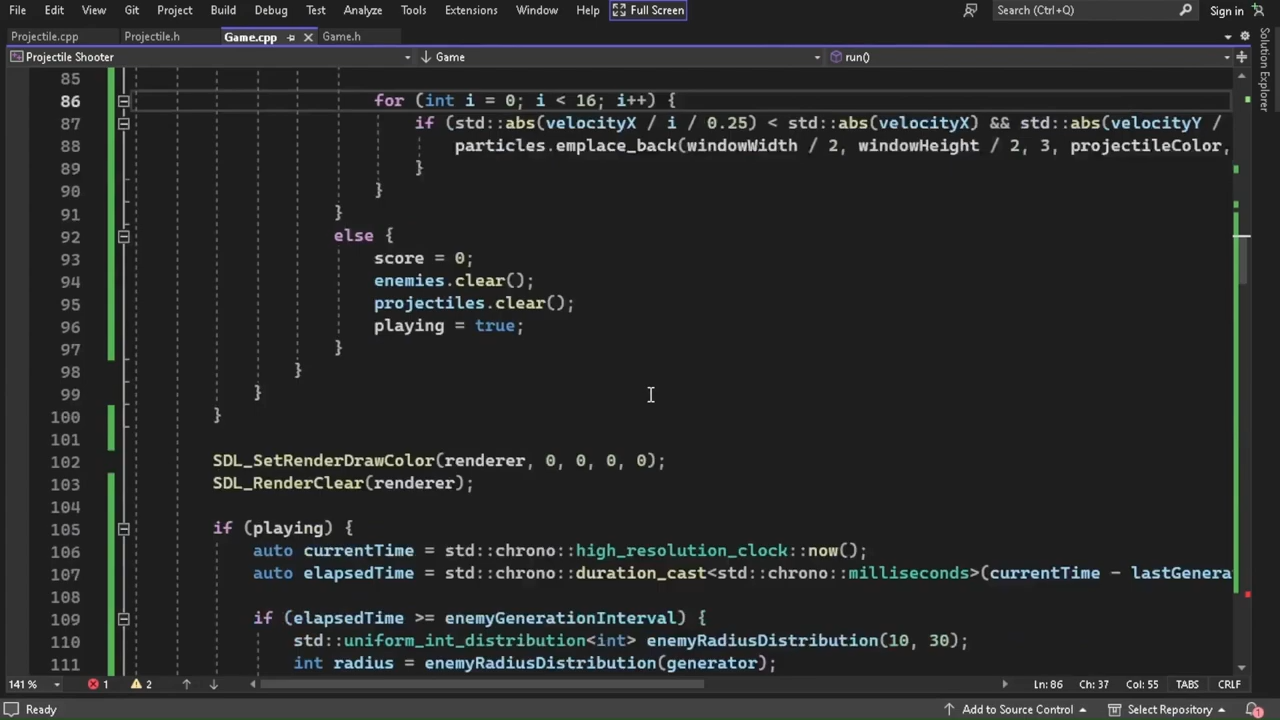 File Edit View Git Project Build Debug Test Analyze Tools Extensions Window Help Full Screen Search (Ctrl+Q) Sign in
Projectile.cpp Projectile.h Game.cpp Game.h
Projectile Shooter Game run()
85
86 for (int i = 0; i < 16; i++) {
87 if (std::abs(velocityX / i / 0.25) < std::abs(velocityX) && std::abs(velocityY /
88 particles.emplace_back(windowWidth / 2, windowHeight / 2, 3, projectileColor,
89 }
90 }
91 }
92 else {
93 score = 0;
94 enemies.clear();
95 projectiles.clear();
96 playing = true;
97 }
98 }
99 }
100 }
101
102 SDL_SetRenderDrawColor(renderer, 0, 0, 0, 0);
103 SDL_RenderClear(renderer);
104
105 if (playing) {
106 auto currentTime = std::chrono::high_resolution_clock::now();
107 auto elapsedTime = std::chrono::duration_cast<std::chrono::milliseconds>(currentTime - lastGenera
108
109 if (elapsedTime >= enemyGenerationInterval) {
110 std::uniform_int_distribution<int> enemyRadiusDistribution(10, 30);
111 int radius = enemyRadiusDistribution(generator);
Solution Explorer
141 % 1 2 Ln: 86 Ch: 37 Col: 55 TABS CRLF
Ready Add to Source Control Select Repository 1